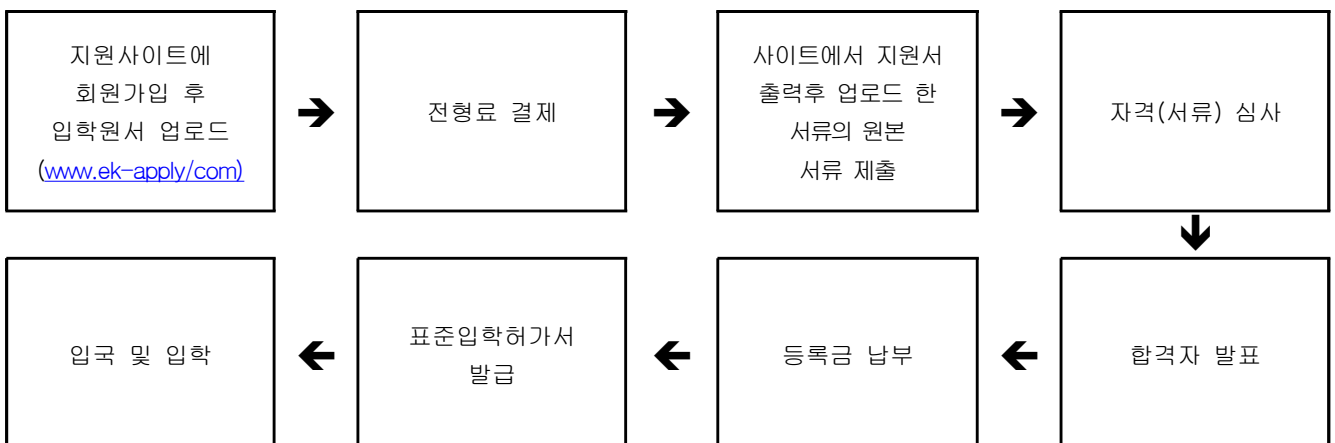 지원사이트에
회원가입 후
입학원서 업로드
(www.ek-apply/com)
전형료 결제
사이트에서 지원서
출력후 업로드 한
서류의 원본
서류 제출
자격(서류) 심사
합격자 발표
등록금 납부
표준입학허가서
발급
입국 및 입학